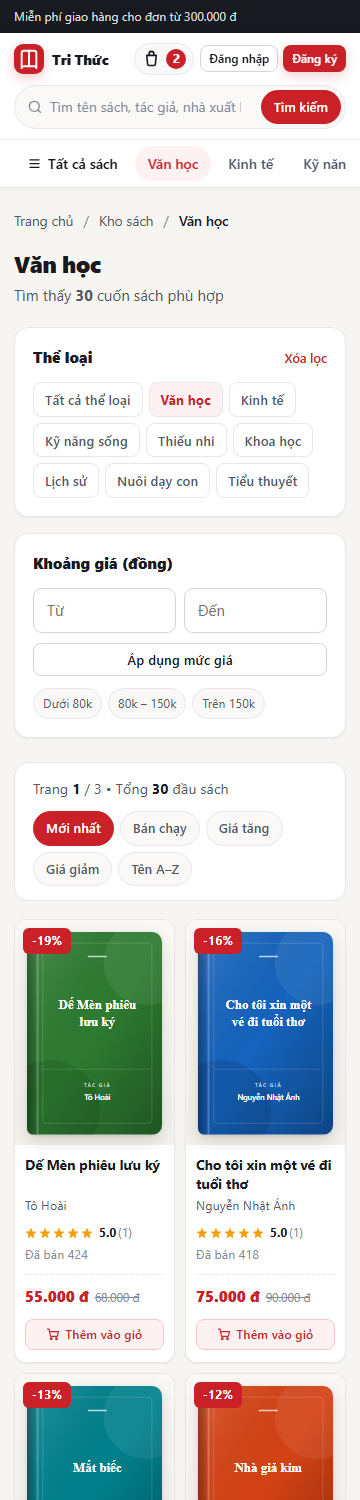 Miễn phí giao hàng cho đơn từ 300.000 đ
Tri Thức
2
Đăng nhập
Đăng ký
Tìm tên sách, tác giả, nhà xuất
Tìm kiếm
Tất cả sách
Văn học
Kinh tế
Kỹ năn
Trang chủ / Kho sách / Văn học
Văn học
Tìm thấy 30 cuốn sách phù hợp
Thể loại
Xóa lọc
Tất cả thể loại
Văn học
Kinh tế
Kỹ năng sống
Thiếu nhi
Khoa học
Lịch sử
Nuôi dạy con
Tiểu thuyết
Khoảng giá (đồng)
Từ
Đến
Áp dụng mức giá
Dưới 80k
80k – 150k
Trên 150k
Trang 1 / 3 • Tổng 30 đầu sách
Mới nhất
Bán chạy
Giá tăng
Giá giảm
Tên A–Z
-19%
Dế Mèn phiêu
lưu ký
TÁC GIẢ
Tô Hoài
Dế Mèn phiêu lưu ký
Tô Hoài
5.0 (1)
Đã bán 424
55.000 đ 68.000 đ
Thêm vào giỏ
-16%
Cho tôi xin một
vé đi tuổi thơ
TÁC GIẢ
Nguyễn Nhật Ánh
Cho tôi xin một vé đi
tuổi thơ
Nguyễn Nhật Ánh
5.0 (1)
Đã bán 418
75.000 đ 90.000 đ
Thêm vào giỏ
-13%
Mắt biếc
-12%
Nhà giả kim